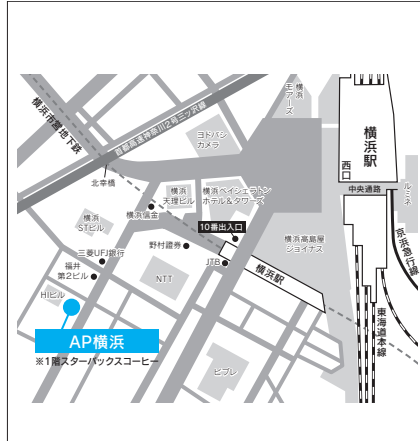 横浜
モアーズ
横浜市営地下鉄
首都高速神奈川2号三ツ沢線
ヨドバシ
カメラ
横浜駅
西口
中央通路
ルミネ
北幸橋
横浜
天理ビル
横浜ベイシェラトン
ホテル&タワーズ
横浜信金
横浜
STビル
10番出入口
野村證券
横浜高島屋
ジョイナス
京浜急行線
三菱UFJ銀行
JTB
横浜駅
福井
第2ビル
NTT
HIビル
東海道本線
AP横浜
※1階スターバックスコーヒー
ビブレ